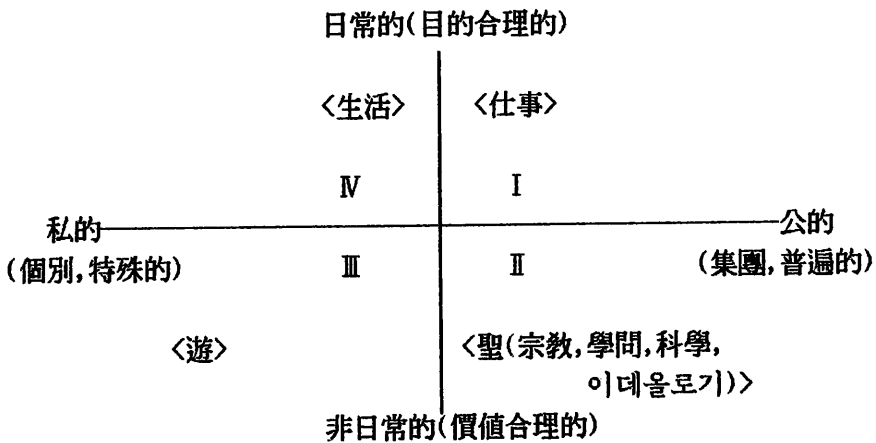 日常的(目的合理的)
<生活> <仕事>
Ⅳ Ⅰ
私的 公的
(個別,特殊的) Ⅲ Ⅱ (集團,普遍的)
<遊> <聖(宗教,學問,科學,
이데올로기)>
非日常的(價値合理的)